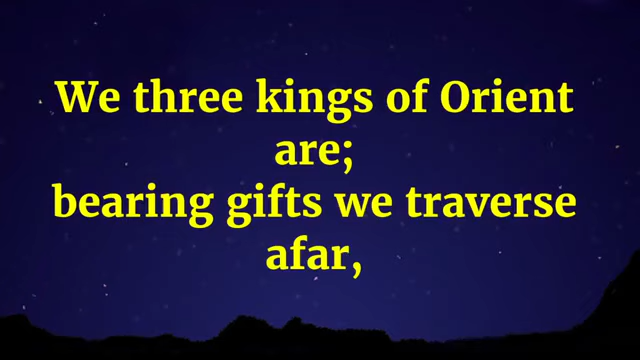 We three kings of Orient
are;
bearing gifts we traverse
afar,